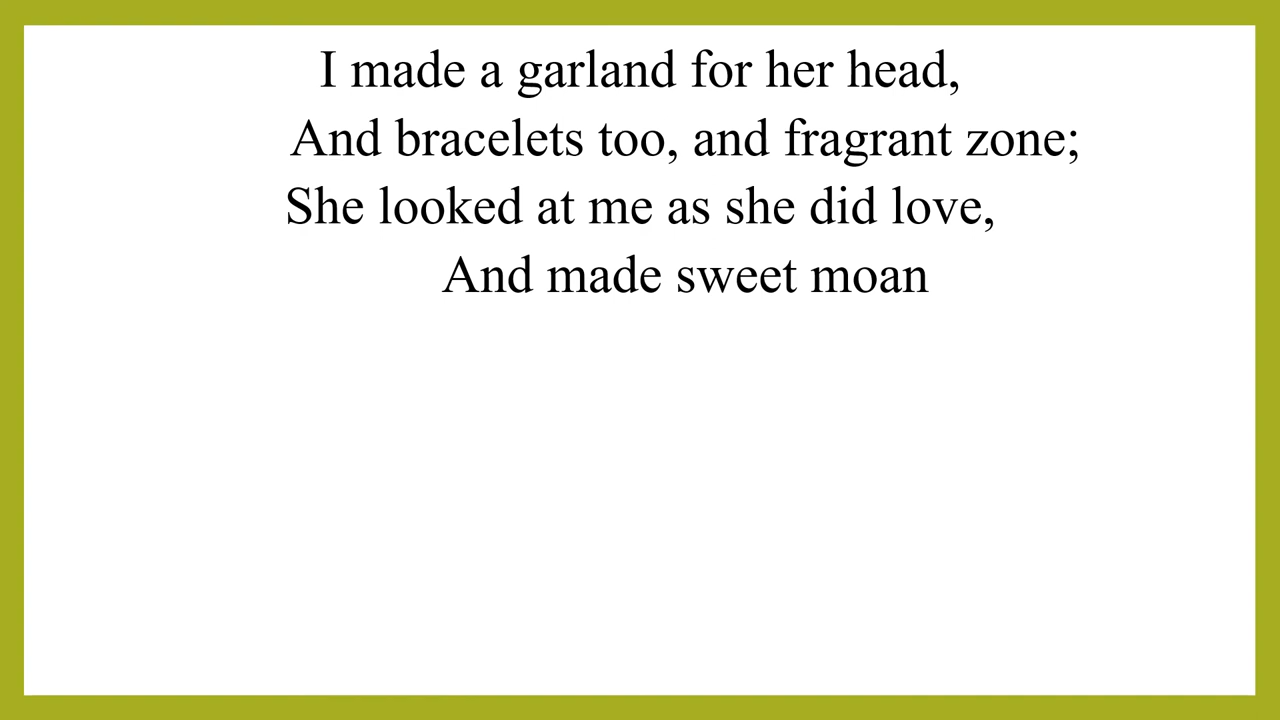 I made a garland for her head,
And bracelets too, and fragrant zone;
She looked at me as she did love,
And made sweet moan